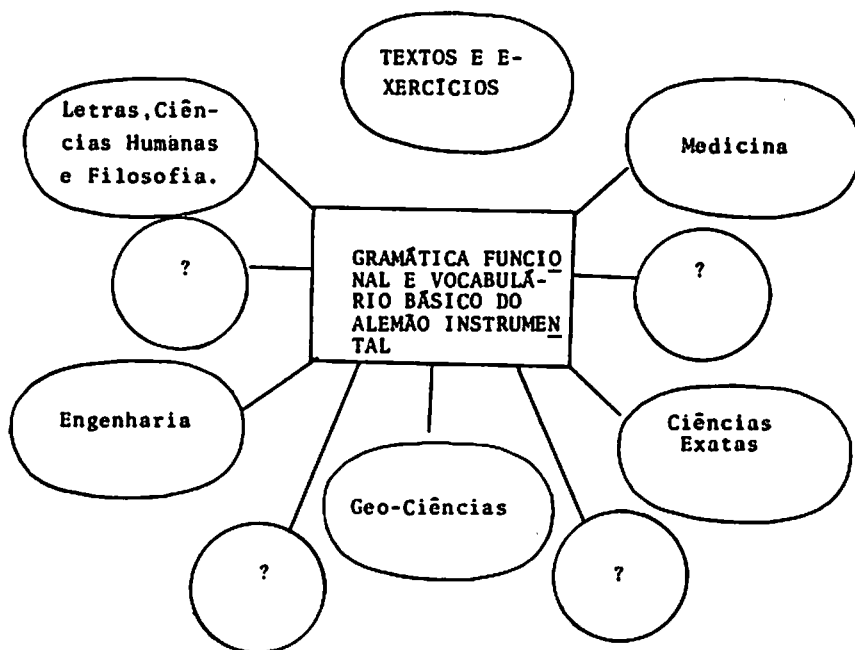 TEXTOS E E-
XERCÍCIOS
Letras,Ciên-
cias Humanas
e Filosofia.
Medicina
?
GRAMÁTICA FUNCIO
NAL E VOCABULÁ-
RIO BÁSICO DO
ALEMÃO INSTRUMEN
TAL
?
Engenharia
Ciências
Exatas
Geo-Ciências
?
?